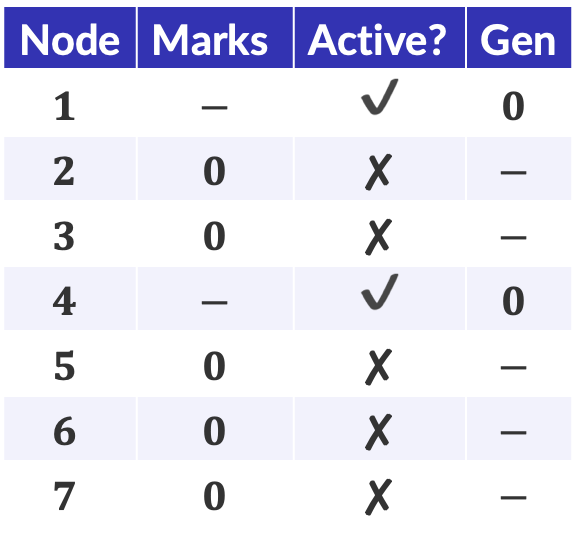 Node Marks Active? Gen
1 – ✓ 0
2 0 ✗ –
3 0 ✗ –
4 – ✓ 0
5 0 ✗ –
6 0 ✗ –
7 0 ✗ –